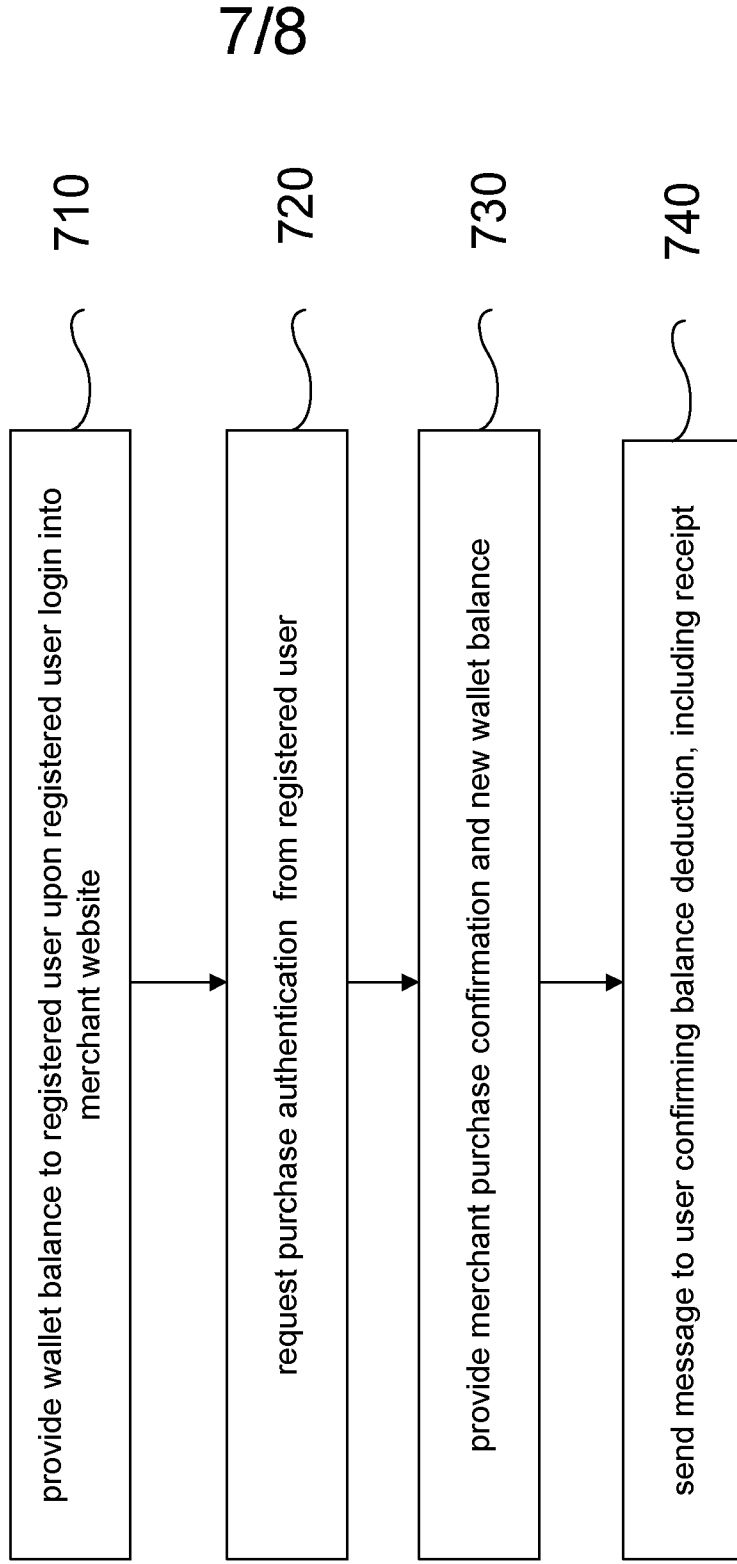 7/8
provide wallet balance to registered user upon registered user login into
merchant website
710
request purchase authentication from registered user
720
provide merchant purchase confirmation and new wallet balance
730
send message to user confirming balance deduction, including receipt
740